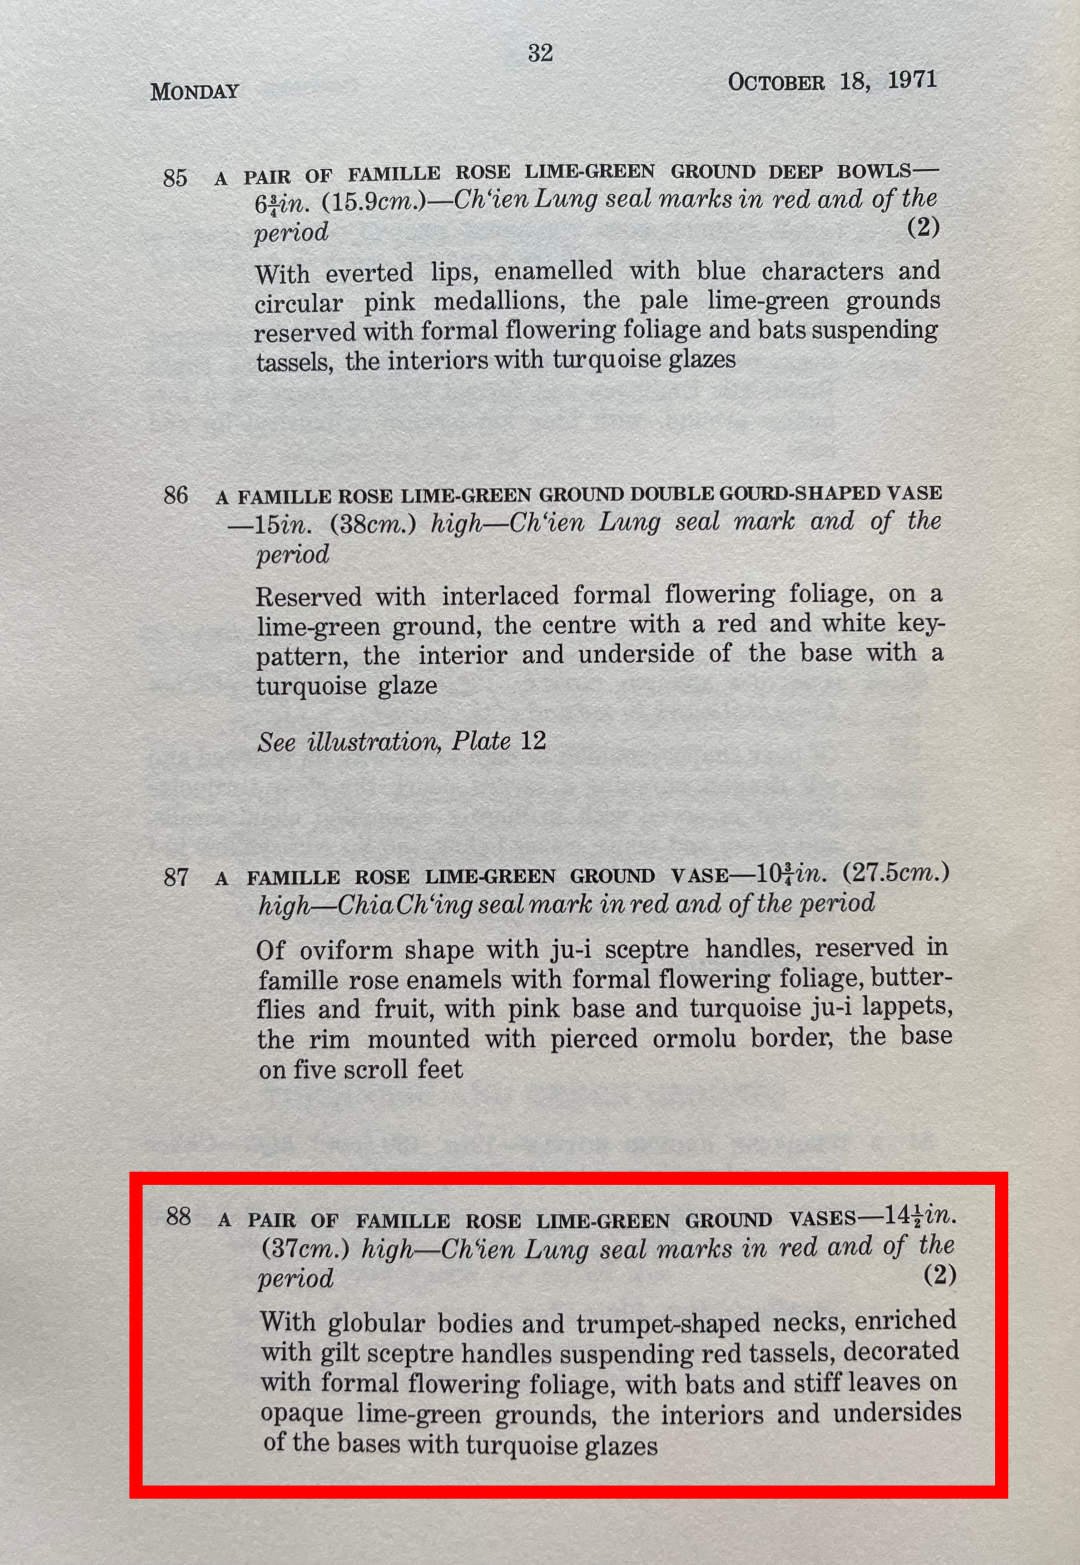 32
MONDAY OCTOBER 18, 1971
85 A PAIR OF FAMILLE ROSE LIME-GREEN GROUND DEEP BOWLS—
6¾in. (15.9cm.)—Ch‘ien Lung seal marks in red and of the
period (2)
With everted lips, enamelled with blue characters and
circular pink medallions, the pale lime-green grounds
reserved with formal flowering foliage and bats suspending
tassels, the interiors with turquoise glazes
86 A FAMILLE ROSE LIME-GREEN GROUND DOUBLE GOURD-SHAPED VASE
—15in. (38cm.) high—Ch‘ien Lung seal mark and of the
period
Reserved with interlaced formal flowering foliage, on a
lime-green ground, the centre with a red and white key-
pattern, the interior and underside of the base with a
turquoise glaze
See illustration, Plate 12
87 A FAMILLE ROSE LIME-GREEN GROUND VASE—10¾in. (27.5cm.)
high—Chia Ch‘ing seal mark in red and of the period
Of oviform shape with ju-i sceptre handles, reserved in
famille rose enamels with formal flowering foliage, butter-
flies and fruit, with pink base and turquoise ju-i lappets,
the rim mounted with pierced ormolu border, the base
on five scroll feet
88 A PAIR OF FAMILLE ROSE LIME-GREEN GROUND VASES—14½in.
(37cm.) high—Ch‘ien Lung seal marks in red and of the
period (2)
With globular bodies and trumpet-shaped necks, enriched
with gilt sceptre handles suspending red tassels, decorated
with formal flowering foliage, with bats and stiff leaves on
opaque lime-green grounds, the interiors and undersides
of the bases with turquoise glazes